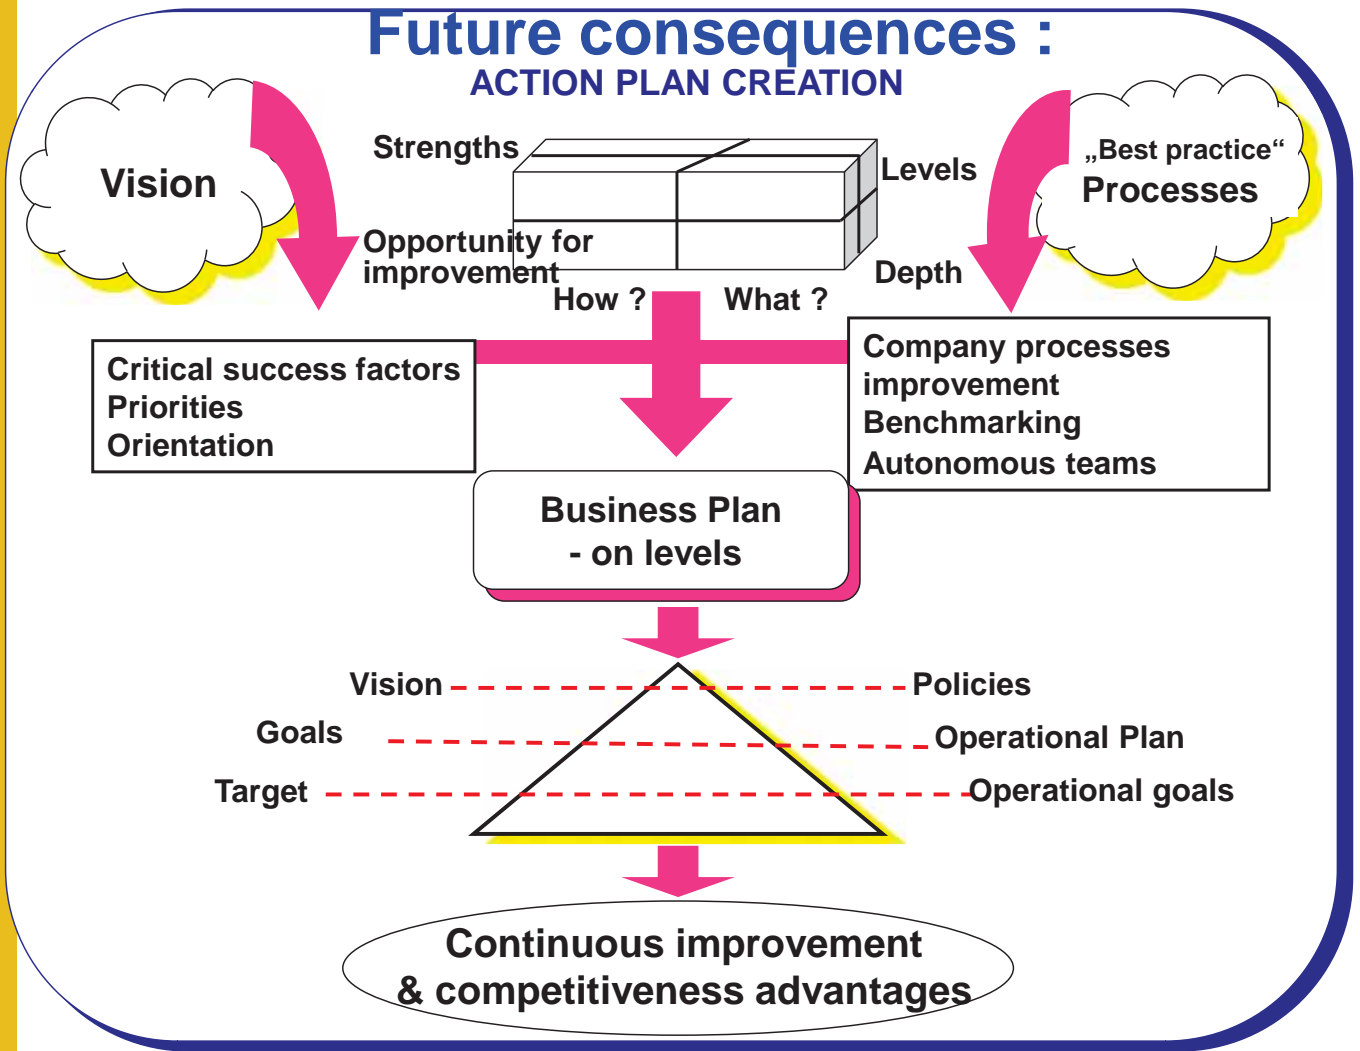 Future consequences :
ACTION PLAN CREATION
Vision
Strengths
Levels
„Best practice“
Processes
Opportunity for
improvement
Depth
How ?
What ?
Critical success factors
Priorities
Orientation
Company processes
improvement
Benchmarking
Autonomous teams
Business Plan
- on levels
Vision
Policies
Goals
Operational Plan
Target
Operational goals
Continuous improvement
& competitiveness advantages